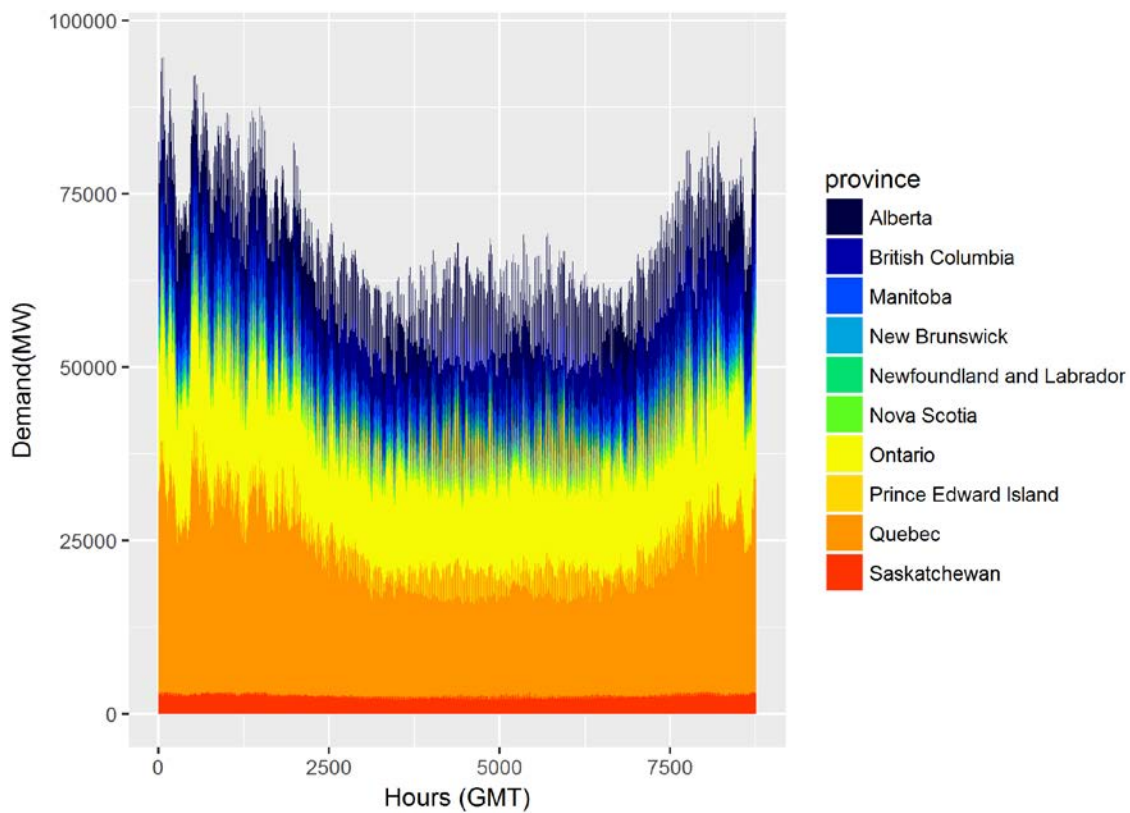 100000
75000
50000
25000
0
Demand(MW)
0 2500 5000 7500
Hours (GMT)
province
Alberta
British Columbia
Manitoba
New Brunswick
Newfoundland and Labrador
Nova Scotia
Ontario
Prince Edward Island
Quebec
Saskatchewan